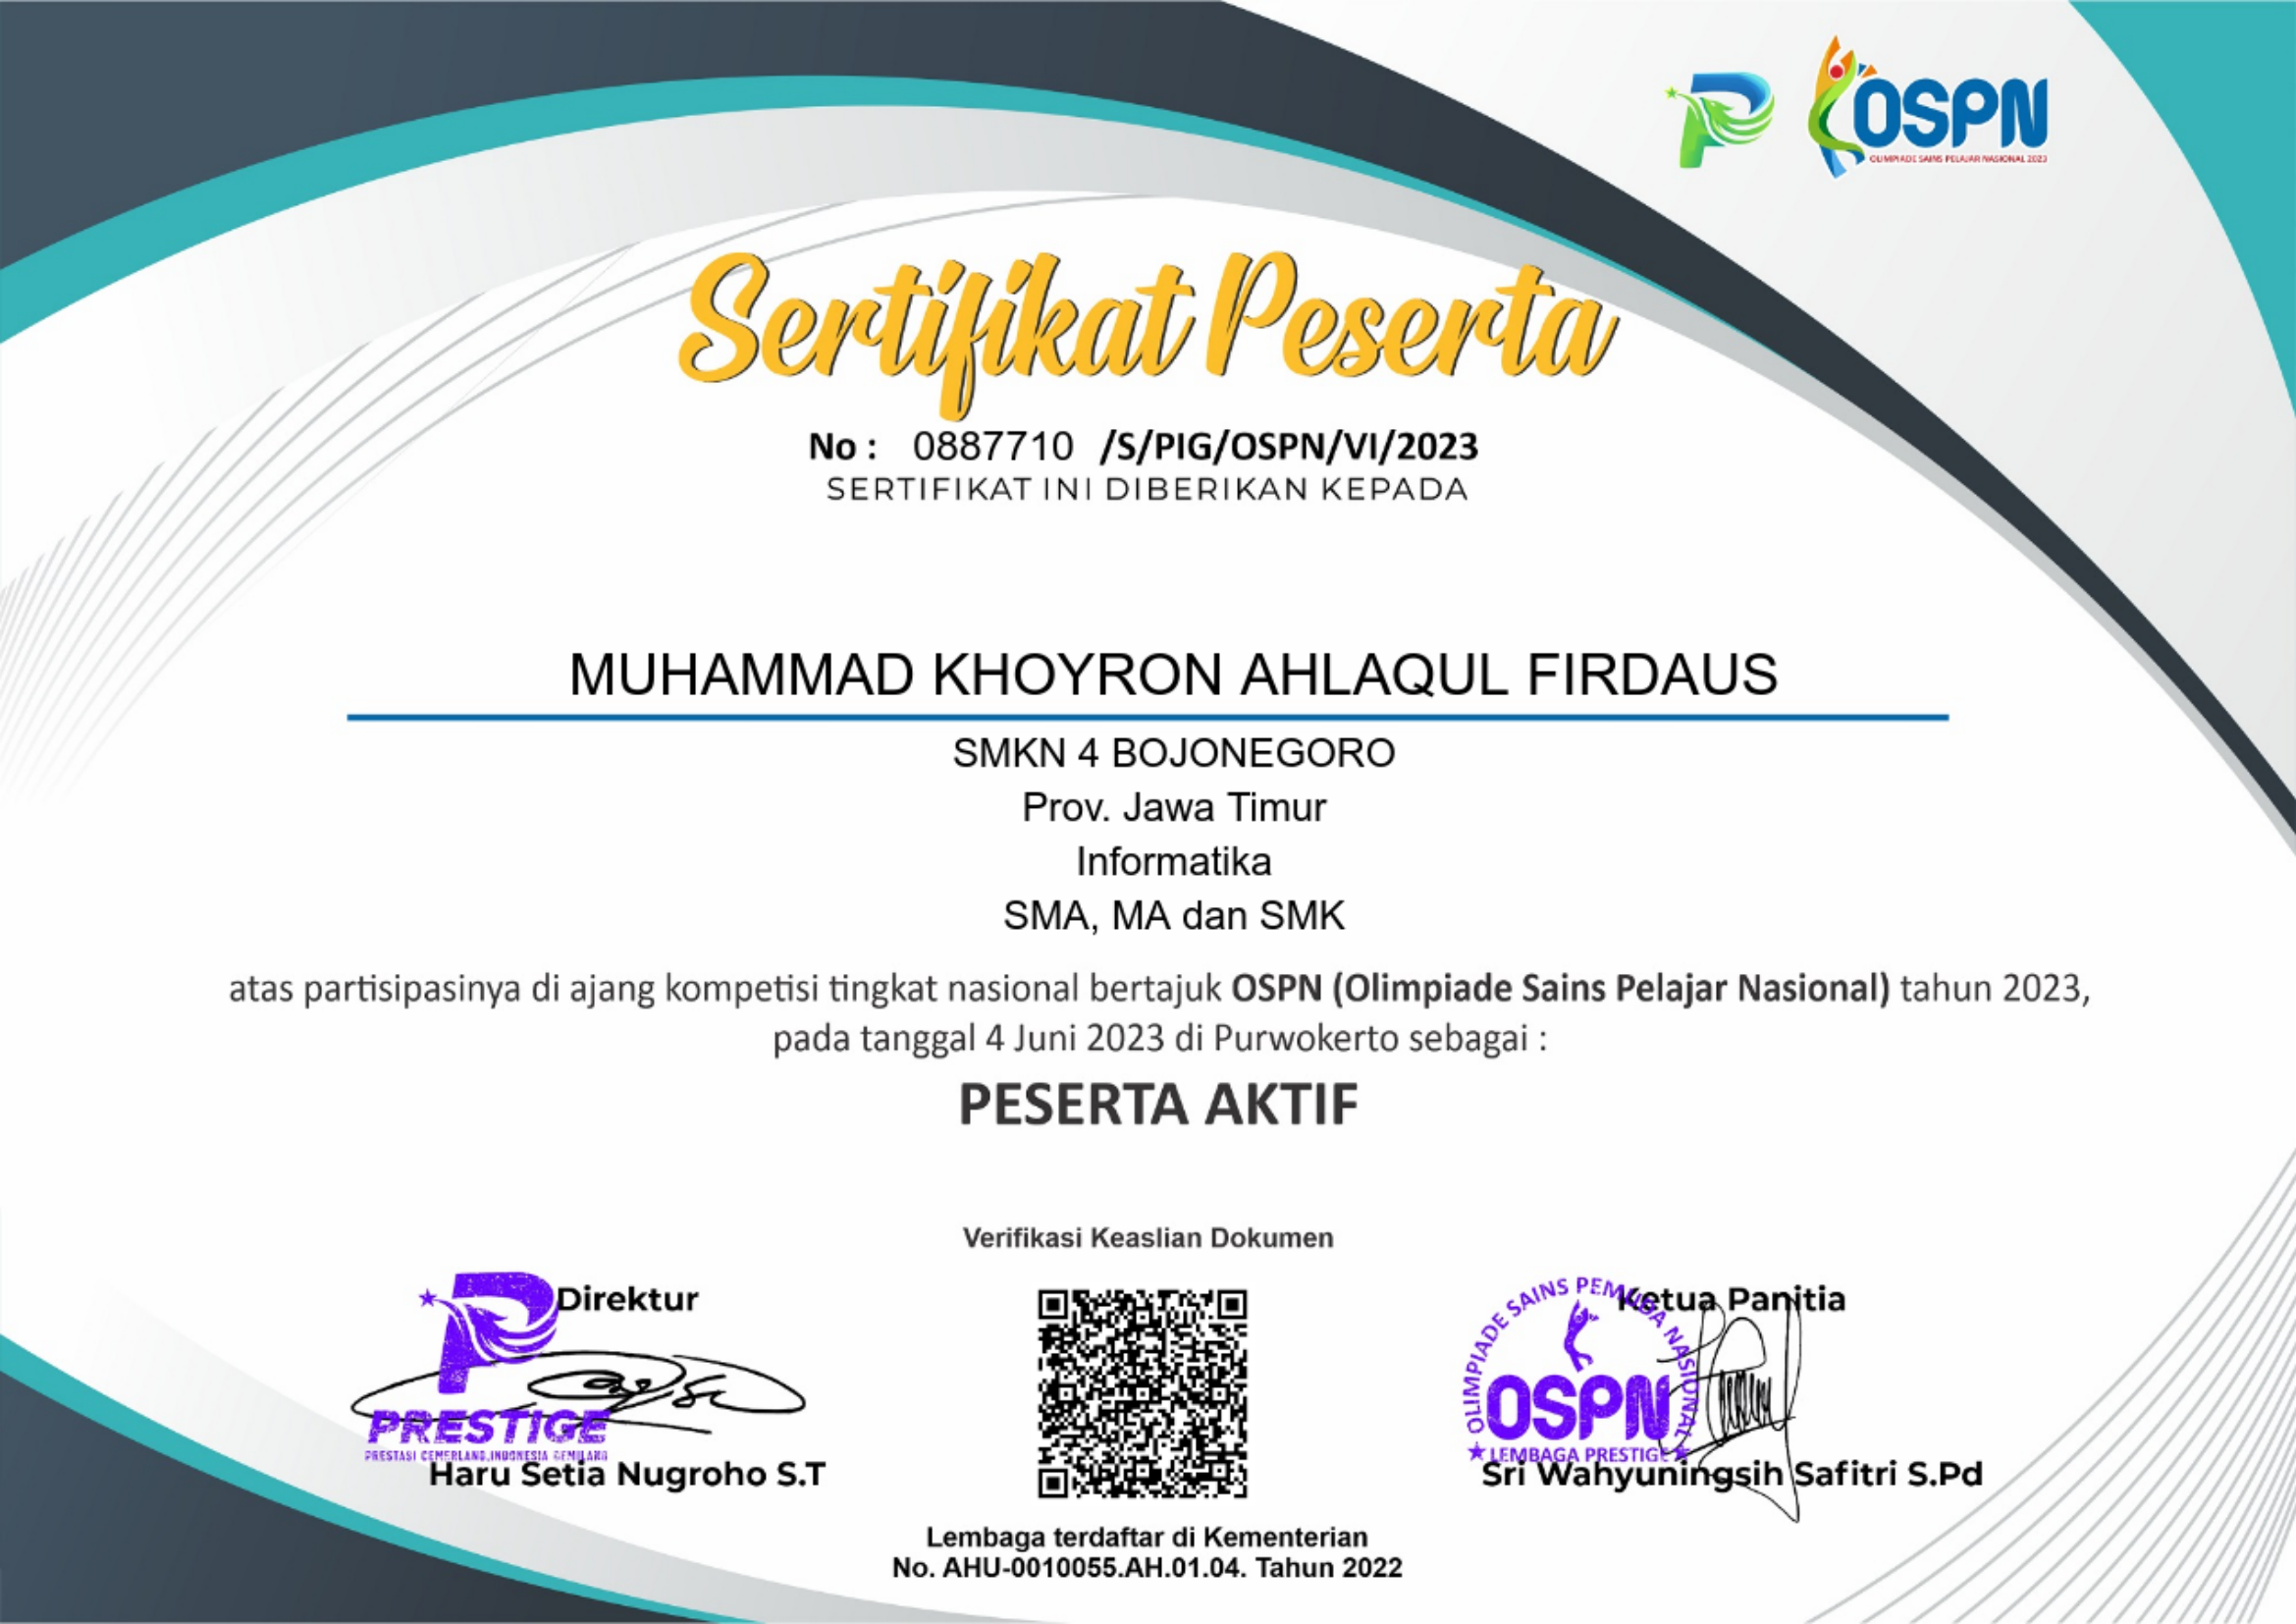 OSPN
OLIMPIADE SAINS PELAJAR NASIONAL 2023
Sertifikat Peserta
No : 0887710 /S/PIG/OSPN/VI/2023
SERTIFIKAT INI DIBERIKAN KEPADA
MUHAMMAD KHOYRON AHLAQUL FIRDAUS
SMKN 4 BOJONEGORO
Prov. Jawa Timur
Informatika
SMA, MA dan SMK
atas partisipasinya di ajang kompetisi tingkat nasional bertajuk OSPN (Olimpiade Sains Pelajar Nasional) tahun 2023,
pada tanggal 4 Juni 2023 di Purwokerto sebagai :
PESERTA AKTIF
Verifikasi Keaslian Dokumen
Direktur
PRESTIGE
PRESTASI CEMERLANG, INDONESIA GEMILANG
Haru Setia Nugroho S.T
Ketua Panitia
OLIMPIADE SAINS PEMUDA NASIONAL
OSPN
LEMBAGA PRESTIGE
Sri Wahyuningsih Safitri S.Pd
Lembaga terdaftar di Kementerian
No. AHU-0010055.AH.01.04. Tahun 2022